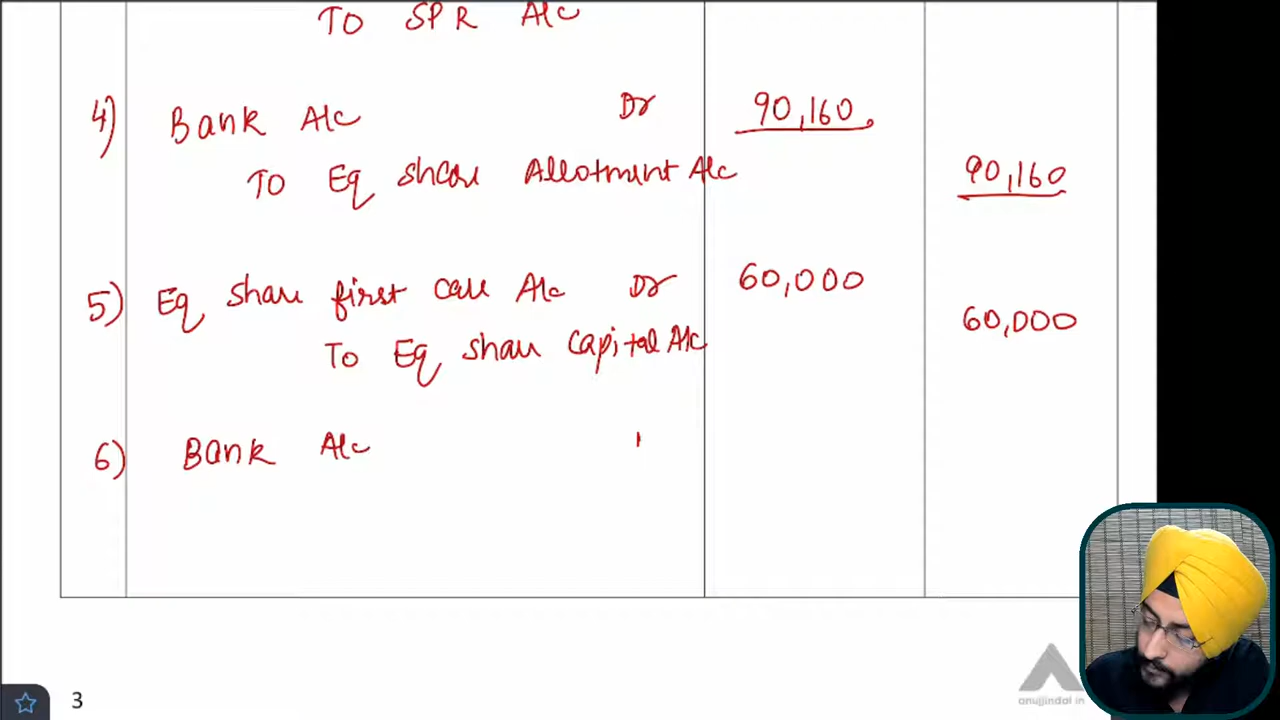 TO SPR A/c
4) Bank A/c Dr 90,160
TO Eq share Allotment A/c 90,160
5) Eq share first call A/c Dr 60,000
To Eq share Capital A/c 60,000
6) Bank A/c
3
anujjindal.in